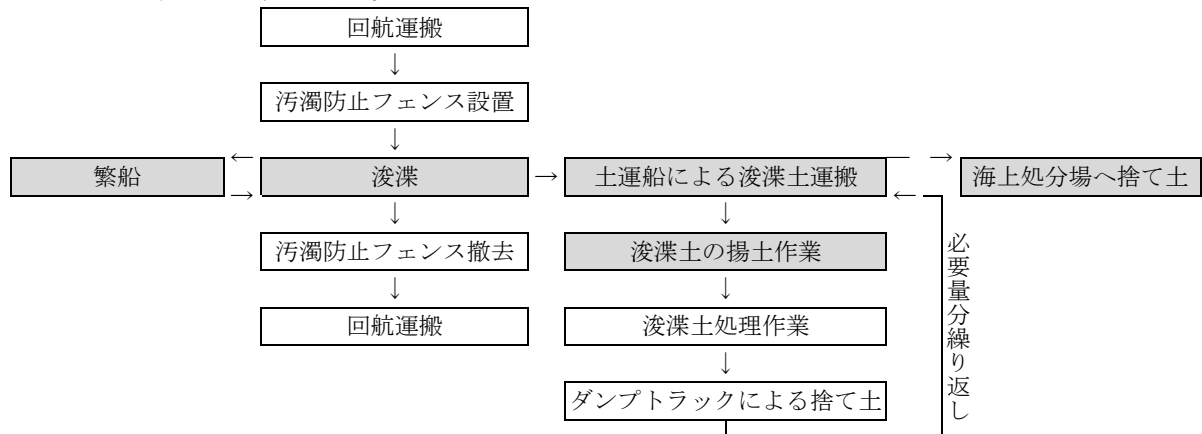 回航運搬
↓
汚濁防止フェンス設置
↓
繁船 ← → 浚渫 → 土運船による浚渫土運搬 → ← 海上処分場へ捨て土
↓ ↓
汚濁防止フェンス撤去 浚渫土の揚土作業
↓ ↓
回航運搬 浚渫土処理作業
↓
ダンプトラックによる捨て土
必要量分繰り返し